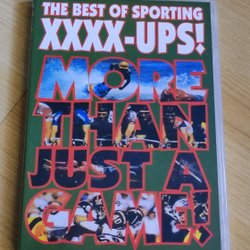 THE BEST OF SPORTING
XXXX-UPS!
MORE
THAN
JUST A
GAME!